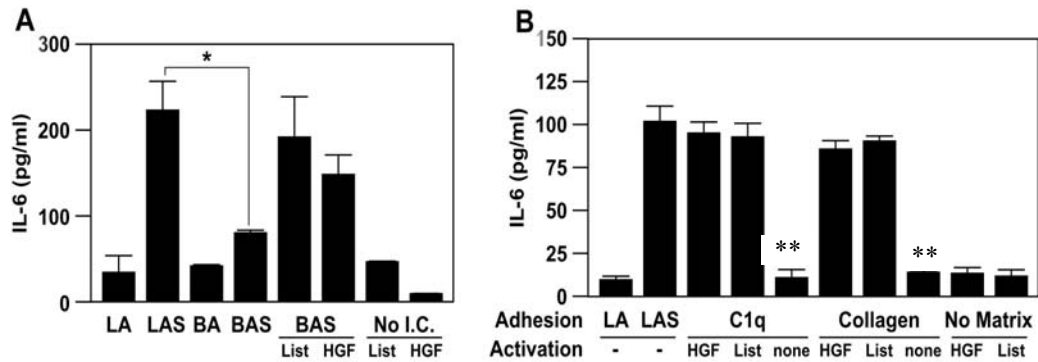 A
B
300
200
100
0
IL-6 (pg/ml)
*
LA LAS BA BAS BAS No I.C.
List HGF List HGF
150
125
100
75
50
25
0
IL-6 (pg/ml)
** **
Adhesion LA LAS C1q Collagen No Matrix
Activation - - HGF List none HGF List none HGF List